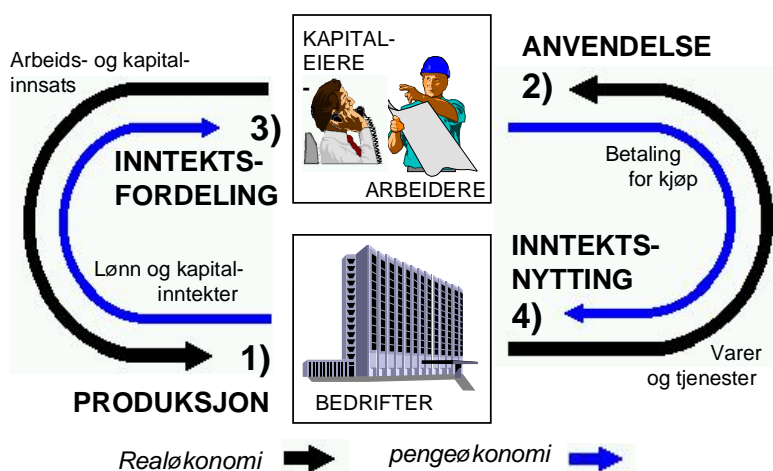 Arbeids- og kapital-
innsats
3)
INNTEKTS-
FORDELING
Lønn og kapital-
inntekter
1)
PRODUKSJON
KAPITAL-
EIERE
ARBEIDERE
BEDRIFTER
ANVENDELSE
2)
Betaling
for kjøp
INNTEKTS-
NYTTING
4)
Varer
og tjenester
Realøkonomi
pengeøkonomi